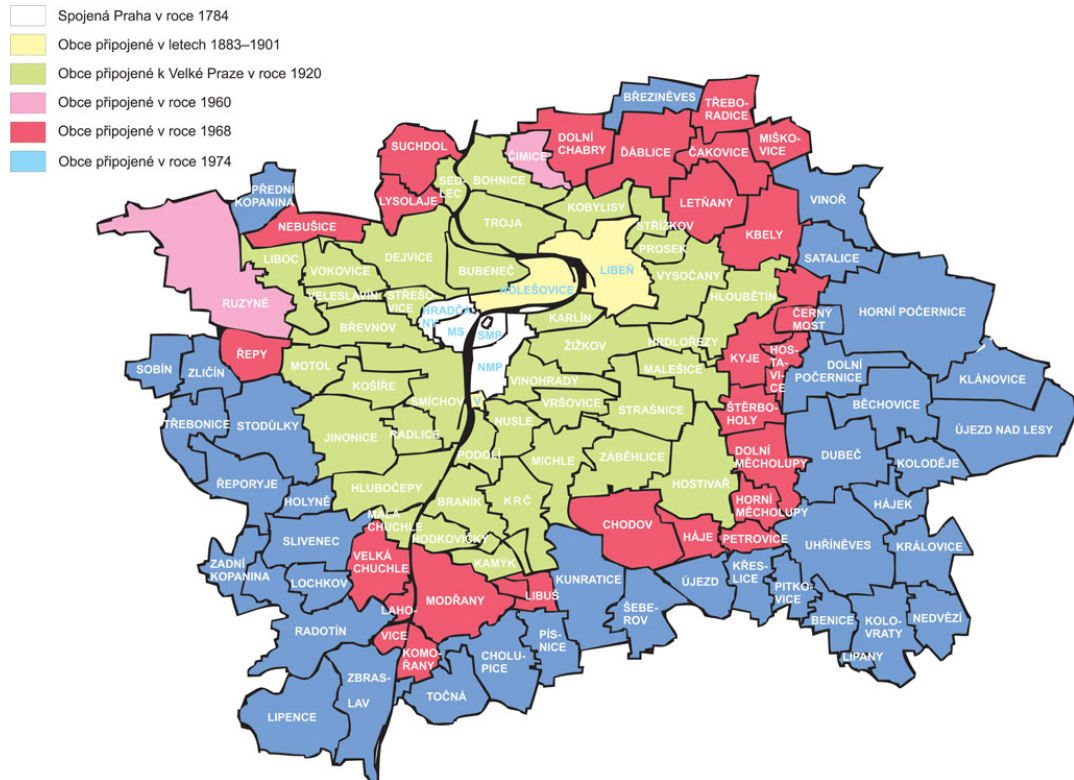 Spojená Praha v roce 1784
Obce připojené v letech 1883–1901
Obce připojené k Velké Praze v roce 1920
Obce připojené v roce 1960
Obce připojené v roce 1968
Obce připojené v roce 1974
BŘEZINĚVES
TŘEBO-
RADICE
DOLNÍ
CHABRY
ĎÁBLICE
ČAKOVICE
MIŠKO-
VICE
SUCHDOL
ČIMICE
BOHNICE
SED-
LEC
PŘEDNÍ
KOPANINA
LYSOLAJE
KOBYLISY
LETŇANY
VINOŘ
NEBUŠICE
TROJA
STŘÍŽKOV
KBELY
LIBOC
DEJVICE
PROSEK
SATALICE
VOKOVICE
BUBENEČ
LIBEŇ
VYSOČANY
RUZYNĚ
VELESLAVÍN
STŘEŠO-
VICE
HOLEŠOVICE
HLOUBĚTÍN
HRADČA
NY
MS
SMP
KARLÍN
ČERNÝ
MOST
HORNÍ POČERNICE
BŘEVNOV
ŽIŽKOV
HRDLOŘEZY
KYJE
HOS-
TA-
VI-
CE
ŘEPY
MOTOL
NMP
MALEŠICE
DOLNÍ
POČERNICE
KLÁNOVICE
SOBÍN
ZLIČÍN
KOŠÍŘE
VINOHRADY
SMÍCHOV
V
VRŠOVICE
STRAŠNICE
ŠTĚRBO-
HOLY
BĚCHOVICE
TŘEBONICE
STODŮLKY
JINONICE
RADLICE
NUSLE
ÚJEZD NAD LESY
PODOLÍ
MICHLE
ZÁBĚHLICE
DOLNÍ
MĚCHOLUPY
DUBEČ
KOLODĚJE
ŘEPORYJE
HLUBOČEPY
HOSTIVAŘ
HOLYNĚ
BRANÍK
KRČ
HORNÍ
MĚCHOLUPY
HÁJEK
MALÁ
CHUCHLE
CHODOV
HÁJE
PETROVICE
SLIVENEC
HODKOVIČKY
UHŘÍNĚVES
KRÁLOVICE
VELKÁ
CHUCHLE
KAMÝK
ZADNÍ
KOPANINA
LOCHKOV
KUNRATICE
ÚJEZD
KŘES-
LICE
PITKO-
VICE
MODŘANY
LIBUŠ
LAHO-
VICE
ŠEBE-
ROV
BENICE
KOLO-
VRATY
NEDVĚZÍ
RADOTÍN
PÍS-
NICE
KOMO-
ŘANY
CHOLU-
PICE
LIPANY
ZBRAS-
LAV
TOČNÁ
LIPENCE